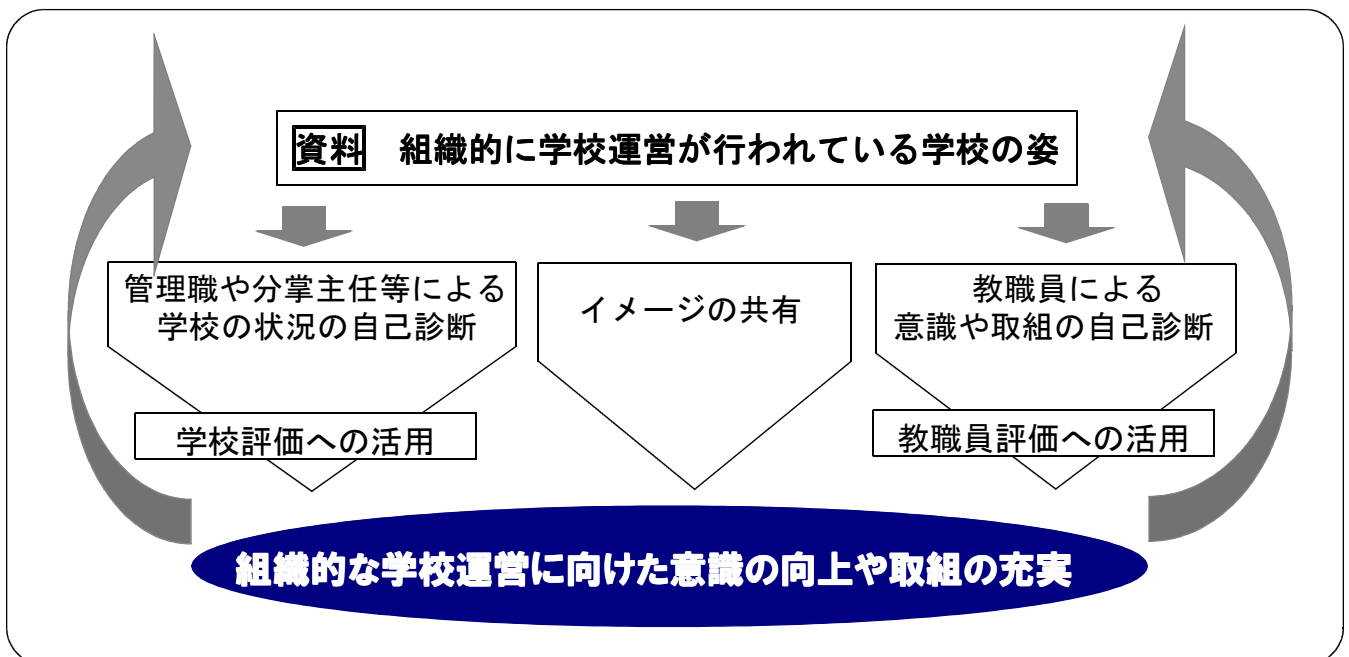 資料 組織的に学校運営が行われている学校の姿
管理職や分掌主任等による
学校の状況の自己診断
学校評価への活用
イメージの共有
教職員による
意識や取組の自己診断
教職員評価への活用
組織的な学校運営に向けた意識の向上や取組の充実